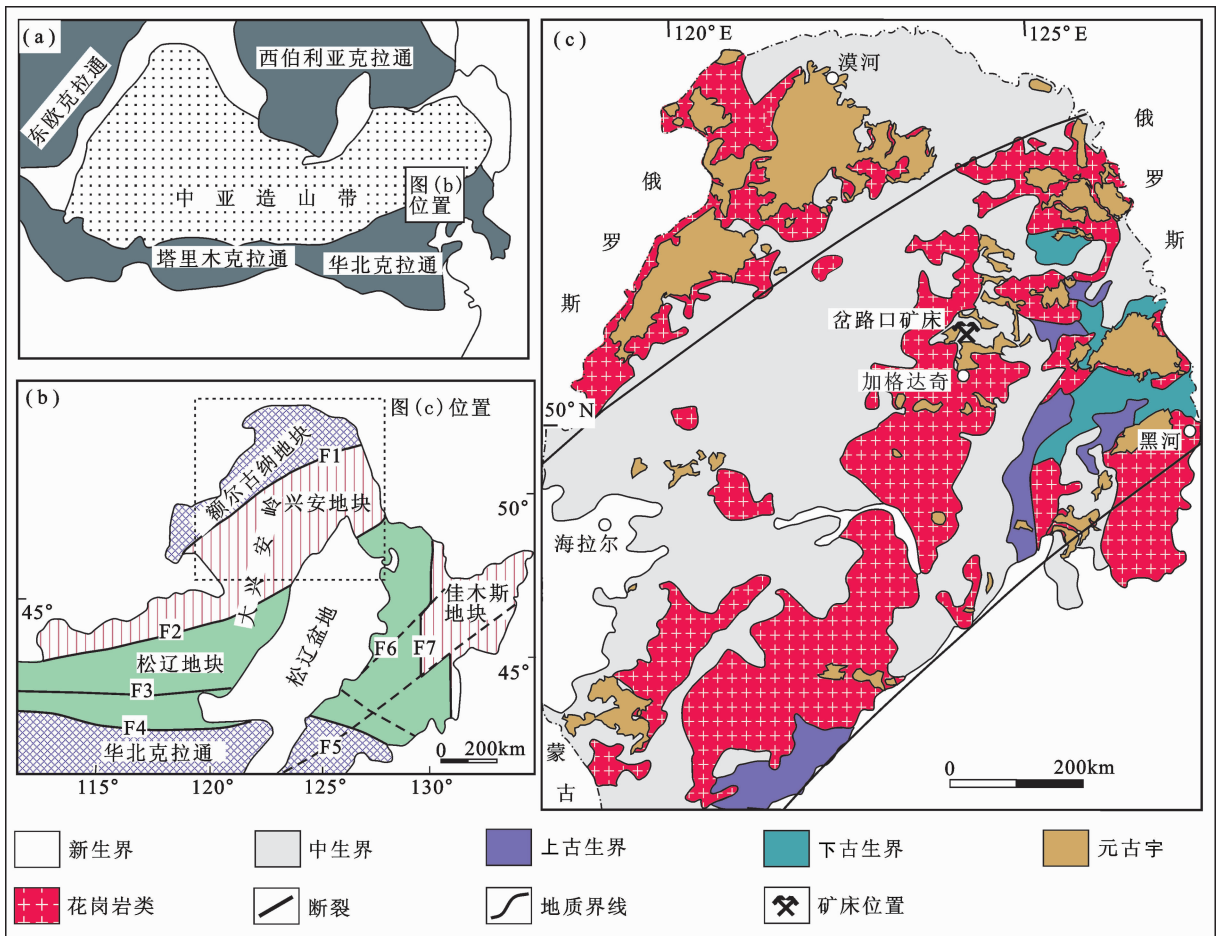 (a)
西伯利亚克拉通
东欧克拉通
中亚造山带
图(b)
位置
塔里木克拉通
华北克拉通
(b)
图(c)位置
额尔古纳地块
F1
兴安地块
大兴安岭
50°
45°
F2
松辽地块
松辽盆地
佳木斯
地块
F6
F7
45°
F3
F4
华北克拉通
F5
0 200km
115°
120°
125°
130°
(c)
120°E
125°E
漠河
俄罗斯
俄罗斯
岔路口矿床
加格达奇
50°N
黑河
海拉尔
蒙古
0 200km
新生界
中生界
上古生界
下古生界
元古宇
花岗岩类
断裂
地质界线
矿床位置